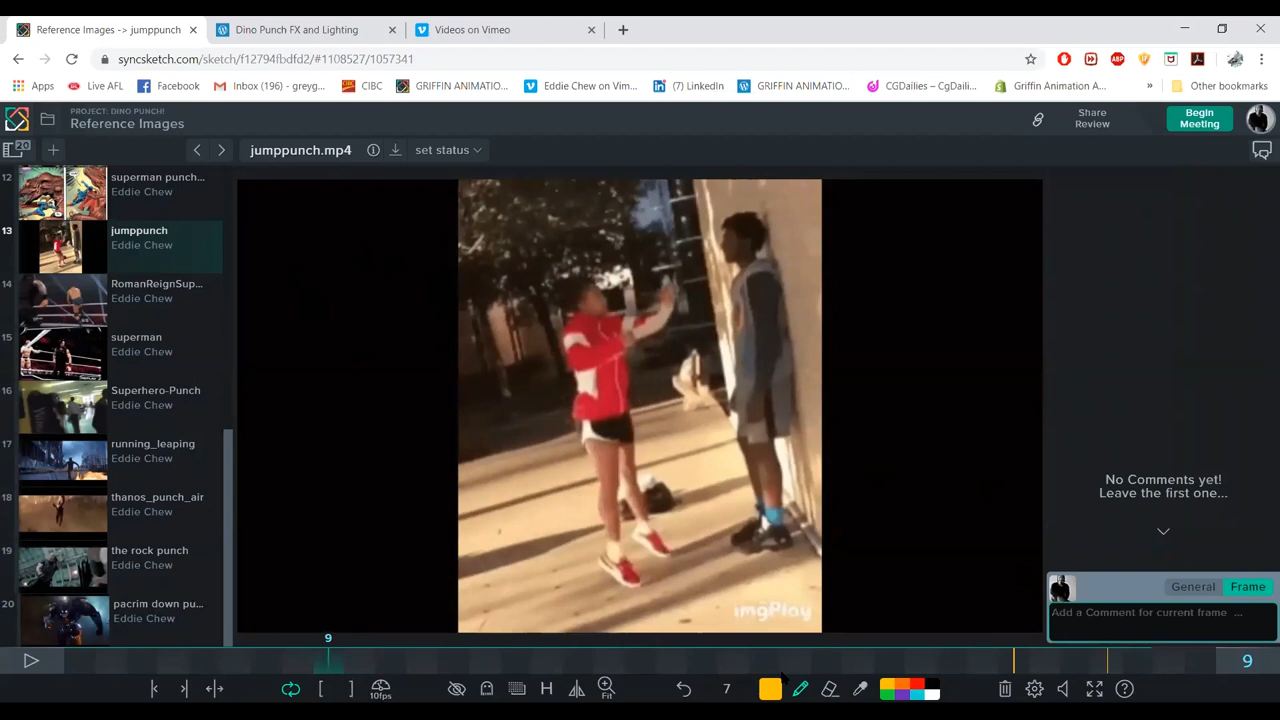 Reference Images -> jumppunch
Dino Punch FX and Lighting
Videos on Vimeo
syncsketch.com/sketch/f12794fbdfd2/#1108527/1057341
Apps
Live AFL
Facebook
Inbox (196) - greyg...
CIBC
GRIFFIN ANIMATIO...
Eddie Chew on Vim...
(7) LinkedIn
GRIFFIN ANIMATIO...
CGDailies – CgDaili...
Griffin Animation A...
»
Other bookmarks
PROJECT: DINO PUNCH!
Reference Images
Share
Review
Begin
Meeting
20
jumppunch.mp4
set status
12
superman punch...
Eddie Chew
13
jumppunch
Eddie Chew
14
RomanReignSup...
Eddie Chew
15
superman
Eddie Chew
16
Superhero-Punch
Eddie Chew
17
running_leaping
Eddie Chew
18
thanos_punch_air
Eddie Chew
19
the rock punch
Eddie Chew
20
pacrim down pu...
Eddie Chew
imgPlay
No Comments yet!
Leave the first one...
General
Frame
Add a Comment for current frame ...
9
9
10fps
H
Fit
7